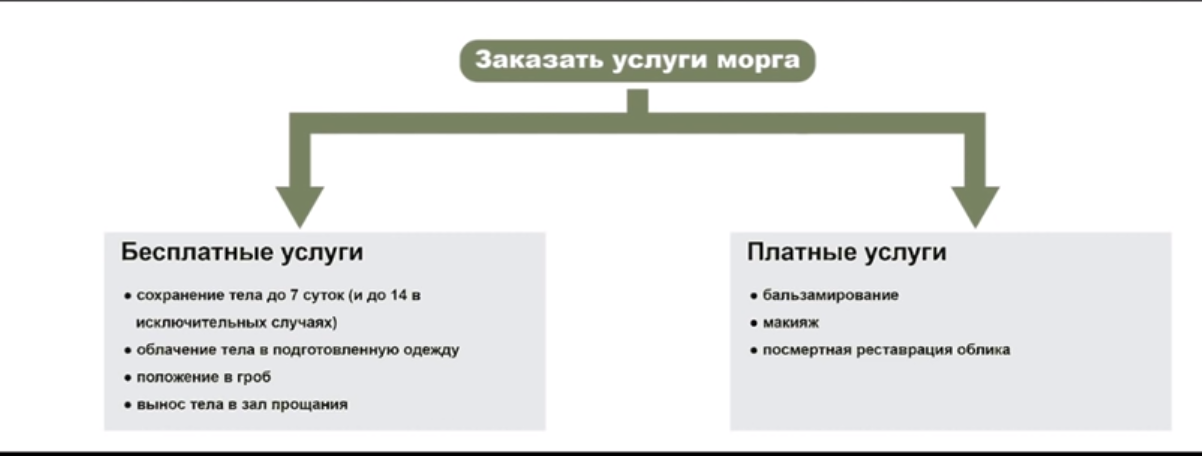 Заказать услуги морга
Бесплатные услуги
• сохранение тела до 7 суток (и до 14 в
исключительных случаях)
• облачение тела в подготовленную одежду
• положение в гроб
• вынос тела в зал прощания
Платные услуги
• бальзамирование
• макияж
• посмертная реставрация облика